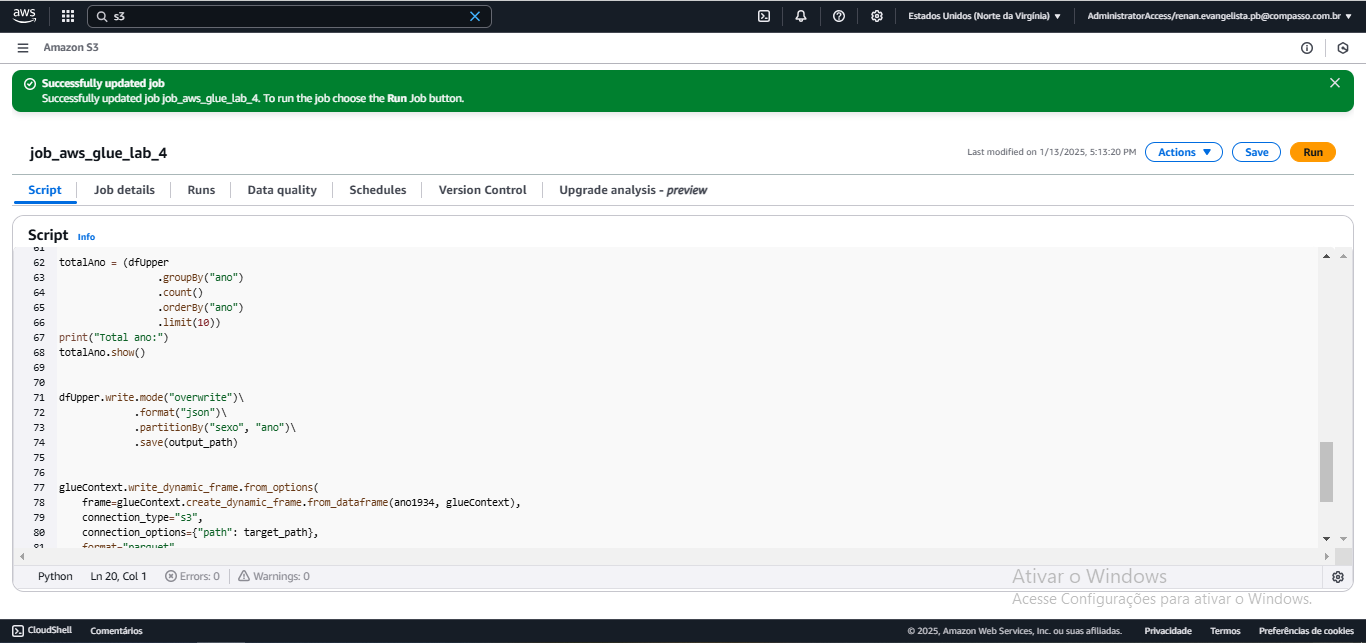 aws
s3
Estados Unidos (Norte da Virgínia)
AdministratorAccess/renan.evangelista.pb@compasso.com.br
Amazon S3
Successfully updated job
Successfully updated job job_aws_glue_lab_4. To run the job choose the Run Job button.
job_aws_glue_lab_4
Last modified on 1/13/2025, 5:13:20 PM
Actions
Save
Run
Script
Job details
Runs
Data quality
Schedules
Version Control
Upgrade analysis - preview
Script Info
61
62 totalAno = (dfUpper
63 .groupBy("ano")
64 .count()
65 .orderBy("ano")
66 .limit(10))
67 print("Total ano:")
68 totalAno.show()
69
70
71 dfUpper.write.mode("overwrite")\
72 .format("json")\
73 .partitionBy("sexo", "ano")\
74 .save(output_path)
75
76
77 glueContext.write_dynamic_frame.from_options(
78 frame=glueContext.create_dynamic_frame.from_dataframe(ano1934, glueContext),
79 connection_type="s3",
80 connection_options={"path": target_path},
81 format="parquet"
Python Ln 20, Col 1 Errors: 0 Warnings: 0
Ativar o Windows
Acesse Configurações para ativar o Windows.
CloudShell
Comentários
© 2025, Amazon Web Services, Inc. ou suas afiliadas.
Privacidade
Termos
Preferências de cookies